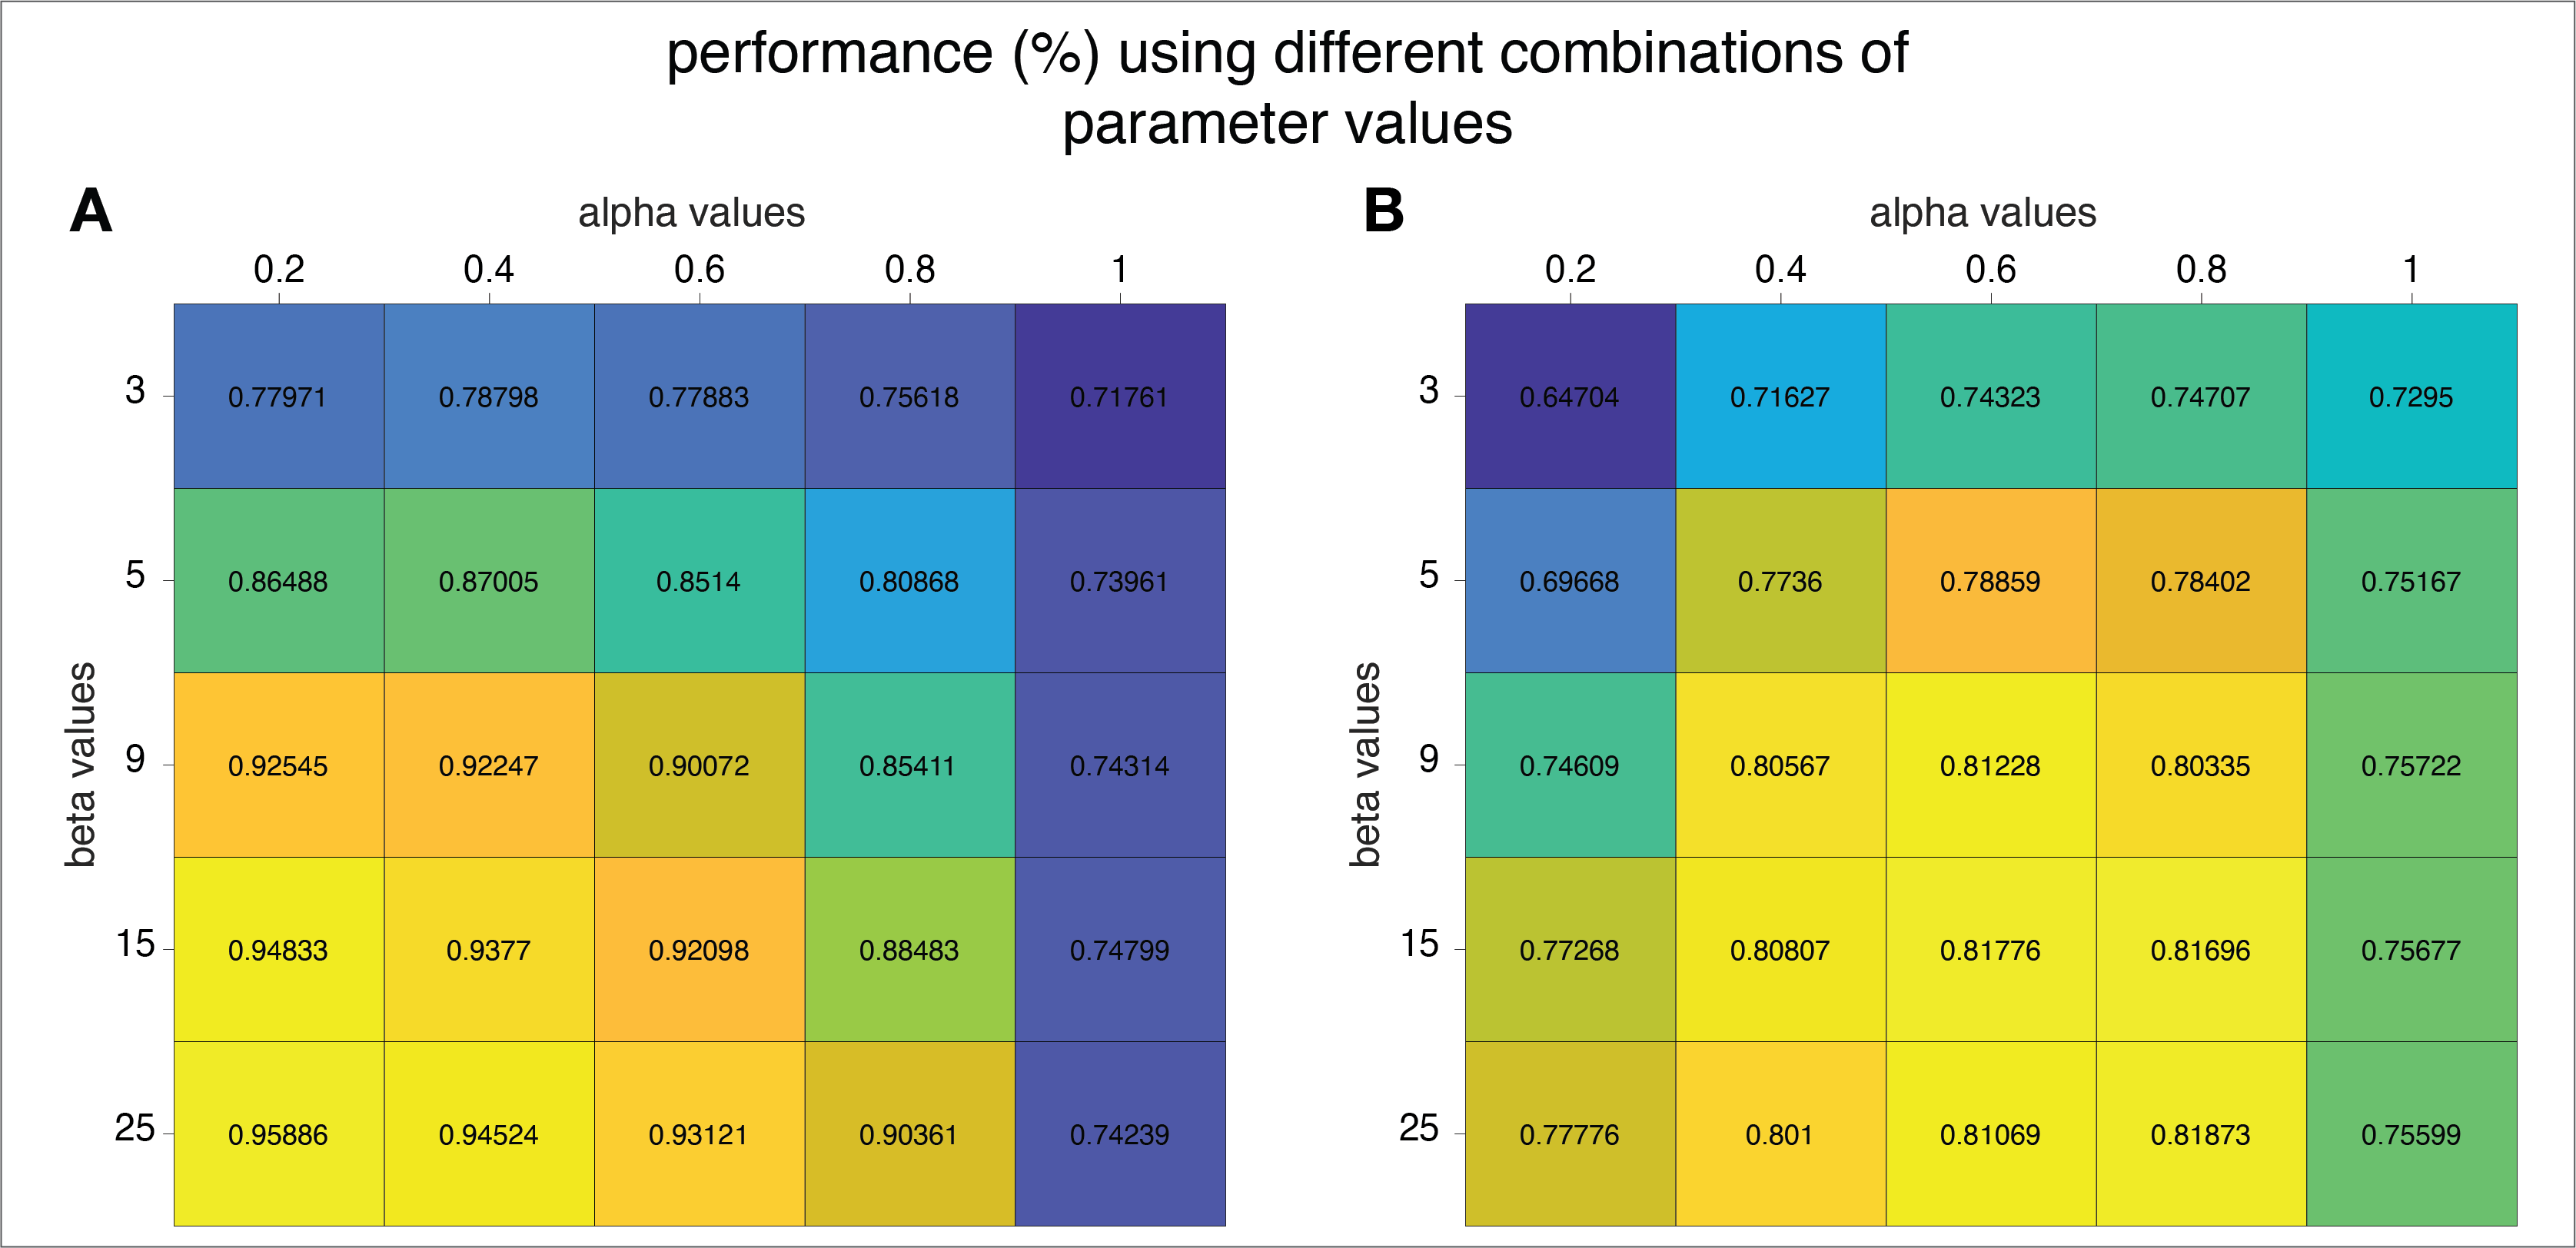 performance (%) using different combinations of
parameter values
A
alpha values
0.2 0.4 0.6 0.8 1
beta values
3 0.77971 0.78798 0.77883 0.75618 0.71761
5 0.86488 0.87005 0.8514 0.80868 0.73961
9 0.92545 0.92247 0.90072 0.85411 0.74314
15 0.94833 0.9377 0.92098 0.88483 0.74799
25 0.95886 0.94524 0.93121 0.90361 0.74239
B
alpha values
0.2 0.4 0.6 0.8 1
beta values
3 0.64704 0.71627 0.74323 0.74707 0.7295
5 0.69668 0.7736 0.78859 0.78402 0.75167
9 0.74609 0.80567 0.81228 0.80335 0.75722
15 0.77268 0.80807 0.81776 0.81696 0.75677
25 0.77776 0.801 0.81069 0.81873 0.75599